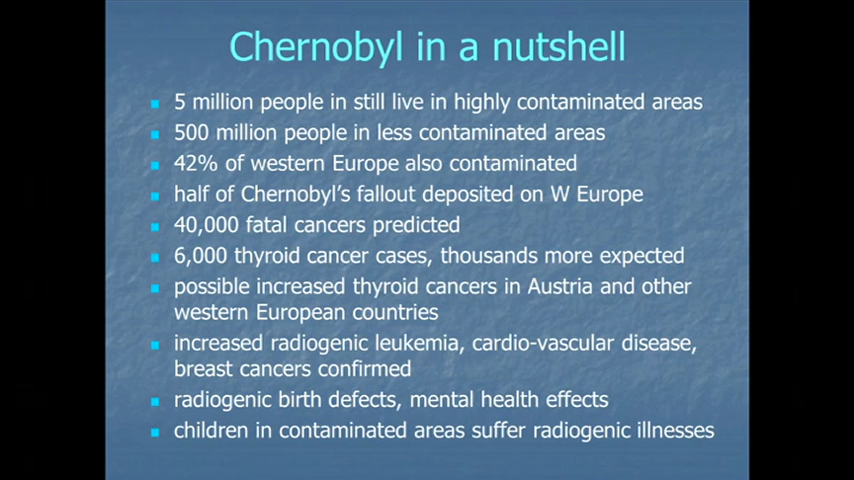 Chernobyl in a nutshell
5 million people in still live in highly contaminated areas
500 million people in less contaminated areas
42% of western Europe also contaminated
half of Chernobyl's fallout deposited on W Europe
40,000 fatal cancers predicted
6,000 thyroid cancer cases, thousands more expected
possible increased thyroid cancers in Austria and other
western European countries
increased radiogenic leukemia, cardio-vascular disease,
breast cancers confirmed
radiogenic birth defects, mental health effects
children in contaminated areas suffer radiogenic illnesses